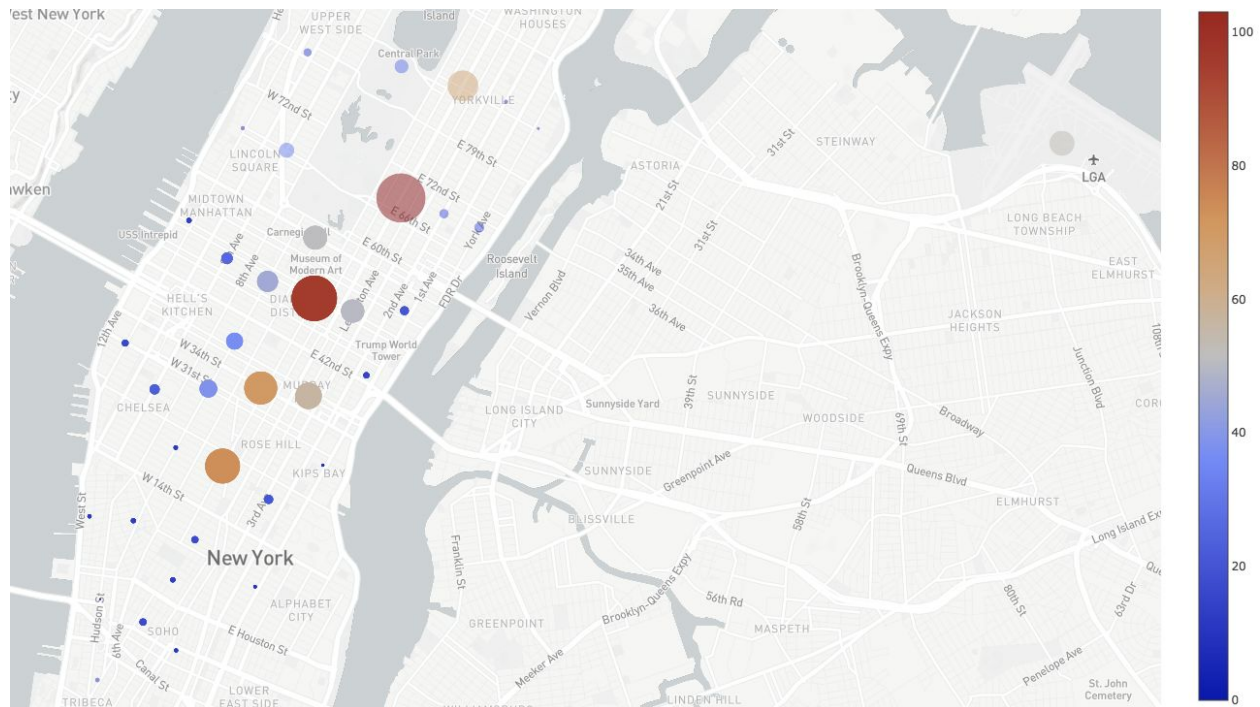 est New York
UPPER
WEST SIDE
Island
WASHINGTON
HOUSES
100
Central Park
YORKVILLE
W 72nd St
31st St
STEINWAY
LINCOLN
SQUARE
E 79th St
ASTORIA
LGA
80
awken
E 72nd St
21st St
MIDTOWN
MANHATTAN
E 66th St
31st St
LONG BEACH
TOWNSHIP
USS Intrepid
Museum of
Modern Art
E 60th St
York Ave
Roosevelt
Island
34th Ave
35th Ave
36th Ave
EAST
ELMHURST
8th Ave
2nd Ave
1st Ave
FDR Dr
Vernon Blvd
Brooklyn-Queens Expy
60
HELL'S
KITCHEN
12th Ave
JACKSON
HEIGHTS
W 34th St
W 31st St
E 42nd St
Trump World
Tower
Junction Blvd
CHELSEA
LONG ISLAND
CITY
Sunnyside Yard
39th St
SUNNYSIDE
WOODSIDE
69th St
Broadway
40
ROSE HILL
KIPS BAY
SUNNYSIDE
Greenpoint Ave
Queens Blvd
W 14th St
West St
3rd Ave
BLISSVILLE
58th St
ELMHURST
Long Island Ex
New York
Franklin St
20
Hudson St
6th Ave
SOHO
ALPHABET
CITY
E Houston St
GREENPOINT
Brooklyn-Queens Expy
56th Rd
MASPETH
80th St
63rd Dr
Canal St
Meeker Ave
Penelope Ave
TRIBECA
LOWER
EAST SIDE
LINDEN HILL
St. John
Cemetery
0